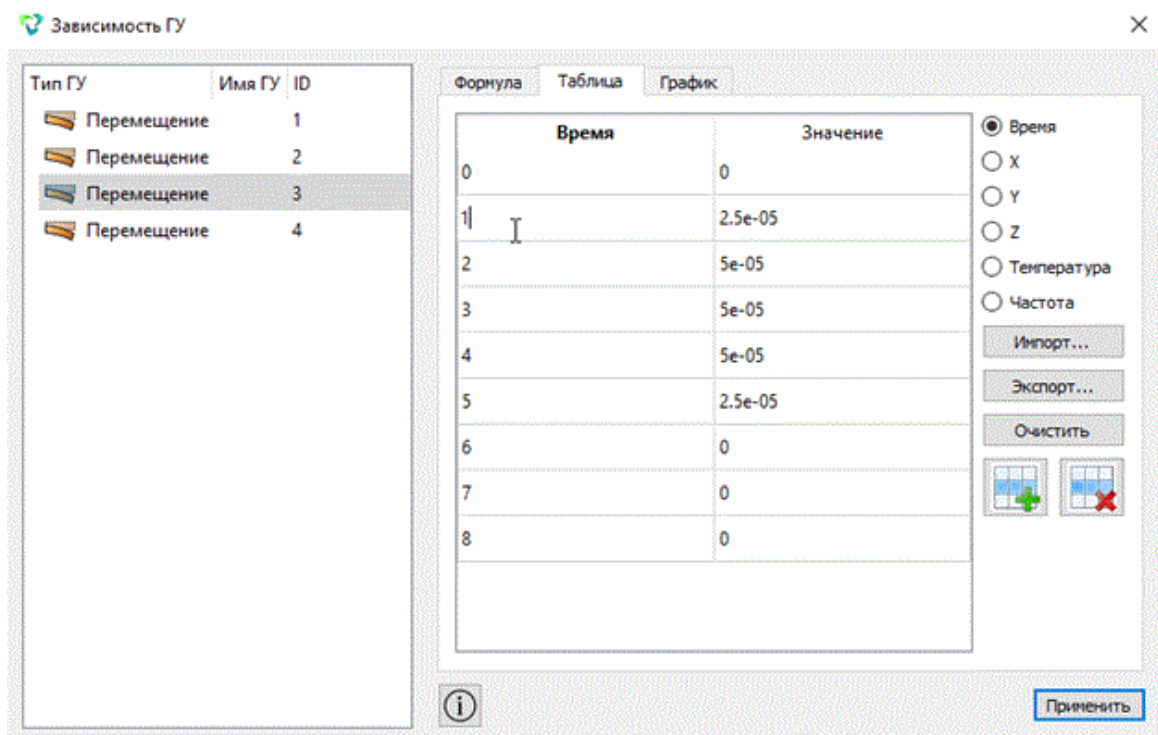 Зависимость ГУ
Тип ГУ Имя ГУ ID
Перемещение 1
Перемещение 2
Перемещение 3
Перемещение 4
Формула Таблица График
Время Значение
0 0
1 2.5e-05
2 5e-05
3 5e-05
4 5e-05
5 2.5e-05
6 0
7 0
8 0
Время
X
Y
Z
Температура
Частота
Импорт...
Экспорт...
Очистить
Применить